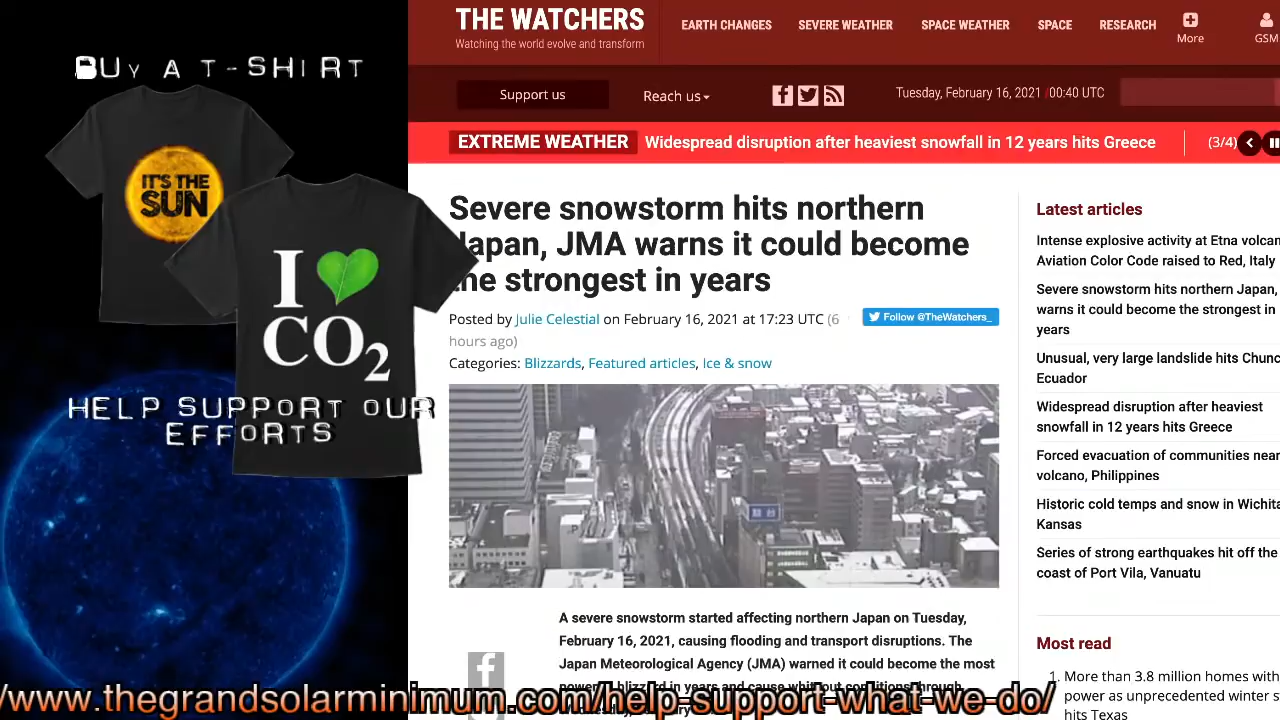 BUY A T-SHIRT
IT'S THE
SUN
I
CO2
HELP SUPPORT OUR
EFFORTS
THE WATCHERS
Watching the world evolve and transform
EARTH CHANGES
SEVERE WEATHER
SPACE WEATHER
SPACE
RESEARCH
More
GSM
Support us
Reach us
Tuesday, February 16, 2021 /00:40 UTC
EXTREME WEATHER
Widespread disruption after heaviest snowfall in 12 years hits Greece
(3/4)
Severe snowstorm hits northern
Japan, JMA warns it could become
the strongest in years
Posted by Julie Celestial on February 16, 2021 at 17:23 UTC (6
hours ago)
Follow @TheWatchers_
Categories: Blizzards, Featured articles, Ice & snow
A severe snowstorm started affecting northern Japan on Tuesday,
February 16, 2021, causing flooding and transport disruptions. The
Japan Meteorological Agency (JMA) warned it could become the most
Latest articles
Intense explosive activity at Etna volcan
Aviation Color Code raised to Red, Italy
Severe snowstorm hits northern Japan,
warns it could become the strongest in
years
Unusual, very large landslide hits Chunc
Ecuador
Widespread disruption after heaviest
snowfall in 12 years hits Greece
Forced evacuation of communities near
volcano, Philippines
Historic cold temps and snow in Wichita
Kansas
Series of strong earthquakes hit off the
coast of Port Vila, Vanuatu
Most read
1. More than 3.8 million homes with
power as unprecedented winter s
hits Texas
/www.thegrandsolarminimum.com/help-support-what-we-do/